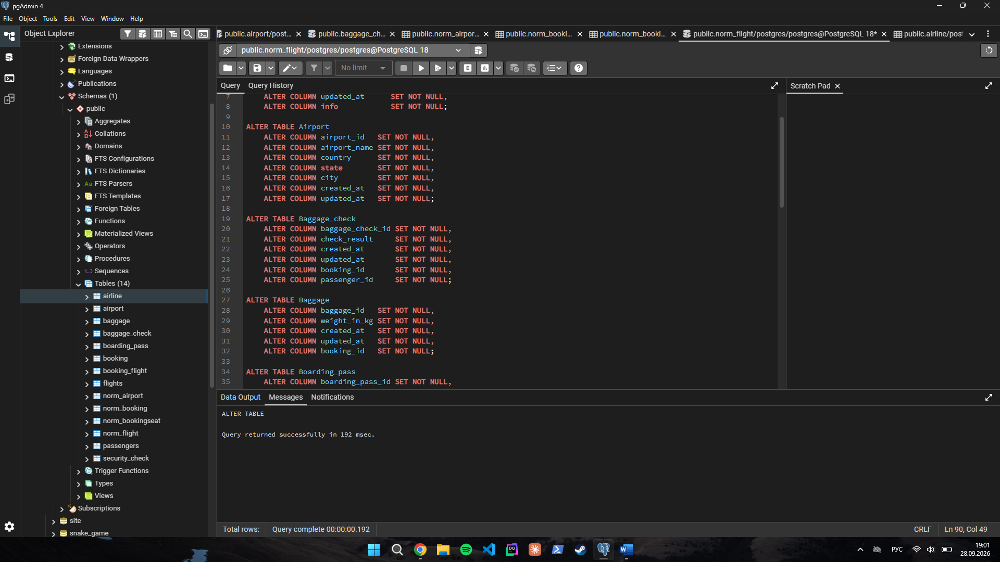 pgAdmin 4
File Object Tools Edit View Window Help
Object Explorer
Extensions
Foreign Data Wrappers
Languages
Publications
Schemas (1)
public
Aggregates
Collations
Domains
FTS Configurations
FTS Dictionaries
Aa FTS Parsers
FTS Templates
Foreign Tables
Functions
Materialized Views
Operators
Procedures
1..3 Sequences
Tables (14)
airline
airport
baggage
baggage_check
boarding_pass
booking
booking_flight
flights
norm_airport
norm_booking
norm_bookingseat
norm_flight
passengers
security_check
Trigger Functions
Types
Views
Subscriptions
site
snake_game
public.airport/post... public.baggage_ch... public.norm_airpor... public.norm_booki... public.norm_booki... public.norm_flight/postgres/postgres@PostgreSQL 18* public.airline/pos
public.norm_flight/postgres/postgres@PostgreSQL 18
No limit
E
Query Query History
Scratch Pad
7 ALTER COLUMN updated_at SET NOT NULL,
8 ALTER COLUMN info SET NOT NULL;
9
10 ALTER TABLE Airport
11 ALTER COLUMN airport_id SET NOT NULL,
12 ALTER COLUMN airport_name SET NOT NULL,
13 ALTER COLUMN country SET NOT NULL,
14 ALTER COLUMN state SET NOT NULL,
15 ALTER COLUMN city SET NOT NULL,
16 ALTER COLUMN created_at SET NOT NULL,
17 ALTER COLUMN updated_at SET NOT NULL;
18
19 ALTER TABLE Baggage_check
20 ALTER COLUMN baggage_check_id SET NOT NULL,
21 ALTER COLUMN check_result SET NOT NULL,
22 ALTER COLUMN created_at SET NOT NULL,
23 ALTER COLUMN updated_at SET NOT NULL,
24 ALTER COLUMN booking_id SET NOT NULL,
25 ALTER COLUMN passenger_id SET NOT NULL;
26
27 ALTER TABLE Baggage
28 ALTER COLUMN baggage_id SET NOT NULL,
29 ALTER COLUMN weight_in_kg SET NOT NULL,
30 ALTER COLUMN created_at SET NOT NULL,
31 ALTER COLUMN updated_at SET NOT NULL,
32 ALTER COLUMN booking_id SET NOT NULL;
33
34 ALTER TABLE Boarding_pass
35 ALTER COLUMN boarding_pass_id SET NOT NULL,
Data Output Messages Notifications
ALTER TABLE
Query returned successfully in 192 msec.
Total rows: Query complete 00:00:00.192
CRLF Ln 90, Col 49
РУС
19:01
28.09.2026